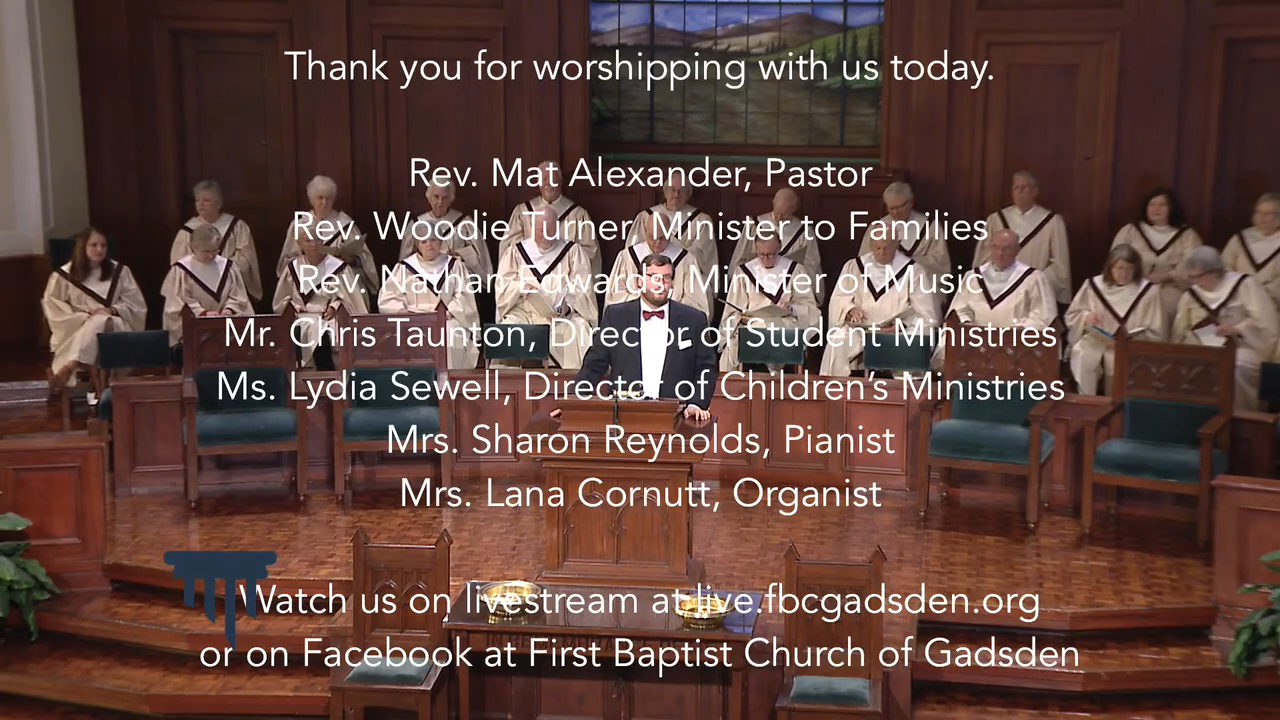 Thank you for worshipping with us today.
Rev. Mat Alexander, Pastor
Rev. Woodie Turner, Minister to Families
Rev. Nathan Edwards, Minister of Music
Mr. Chris Taunton, Director of Student Ministries
Ms. Lydia Sewell, Director of Children's Ministries
Mrs. Sharon Reynolds, Pianist
Mrs. Lana Cornutt, Organist
Watch us on livestream at live.fbcgadsden.org
or on Facebook at First Baptist Church of Gadsden